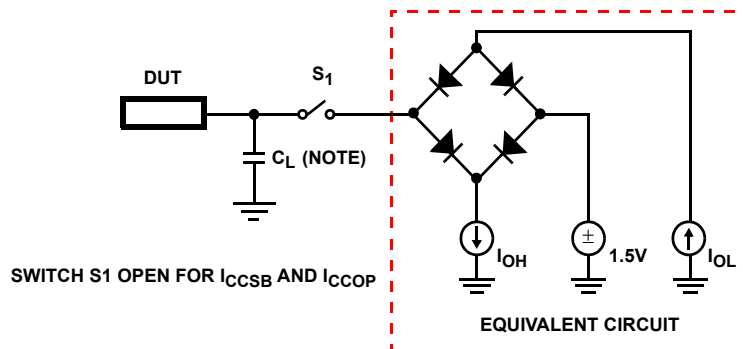 DUT
S1
CL (NOTE)
IOH
±
1.5V
IOL
SWITCH S1 OPEN FOR ICCSB AND ICCOP
EQUIVALENT CIRCUIT